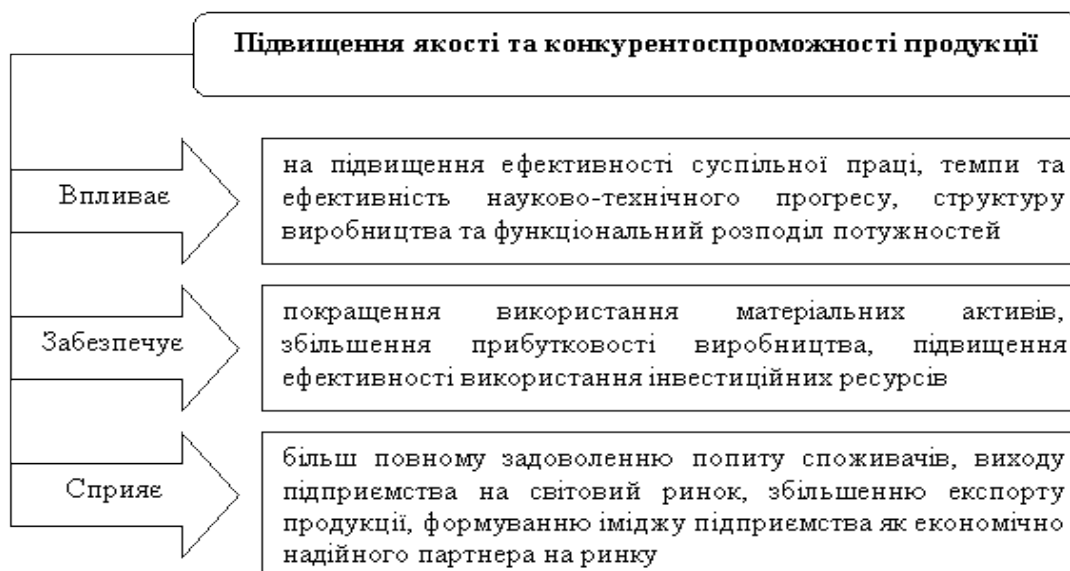 Підвищення якості та конкурентоспроможності продукції
Впливає
на підвищення ефективності суспільної праці, темпи та
ефективність науково-технічного прогресу, структуру
виробництва та функціональний розподіл потужностей
Забезпечує
покращення використання матеріальних активів,
збільшення прибутковості виробництва, підвищення
ефективності використання інвестиційних ресурсів
Сприяє
більш повному задоволенню попиту споживачів, виходу
підприємства на світовий ринок, збільшенню експорту
продукції, формуванню іміджу підприємства як економічно
надійного партнера на ринку